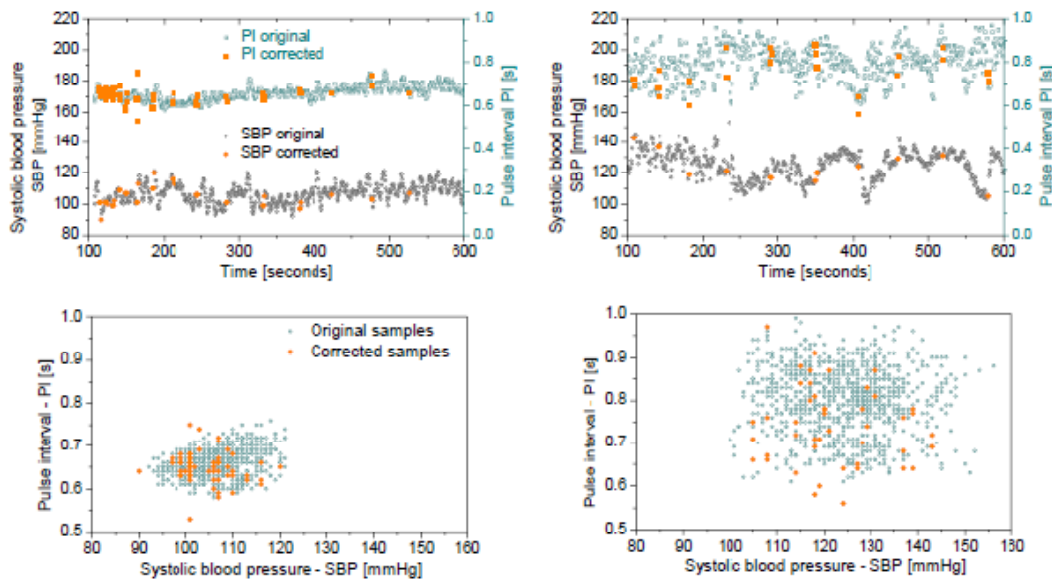 220
200
180
160
140
120
100
80
Systolic blood pressure
SBP [mmHg]
PI original
PI corrected
SBP original
SBP corrected
1.0
0.8
0.6
0.4
0.2
0.0
Pulse interval PI [s]
100 200 300 400 500 600
Time [seconds]
220
200
180
160
140
120
100
80
Systolic blood pressure
SBP [mmHg]
1.0
0.8
0.6
0.4
0.2
0.0
Pulse interval PI [s]
100 200 300 400 500 600
Time [seconds]
1.0
0.9
0.8
0.7
0.6
0.5
Pulse interval - PI [s]
Original samples
Corrected samples
80 90 100 110 120 130 140 150 160
Systolic blood pressure - SBP [mmHg]
1.0
0.9
0.8
0.7
0.6
0.5
Pulse interval - PI [s]
80 90 100 110 120 130 140 150 160
Systolic blood pressure - SBP [mmHg]